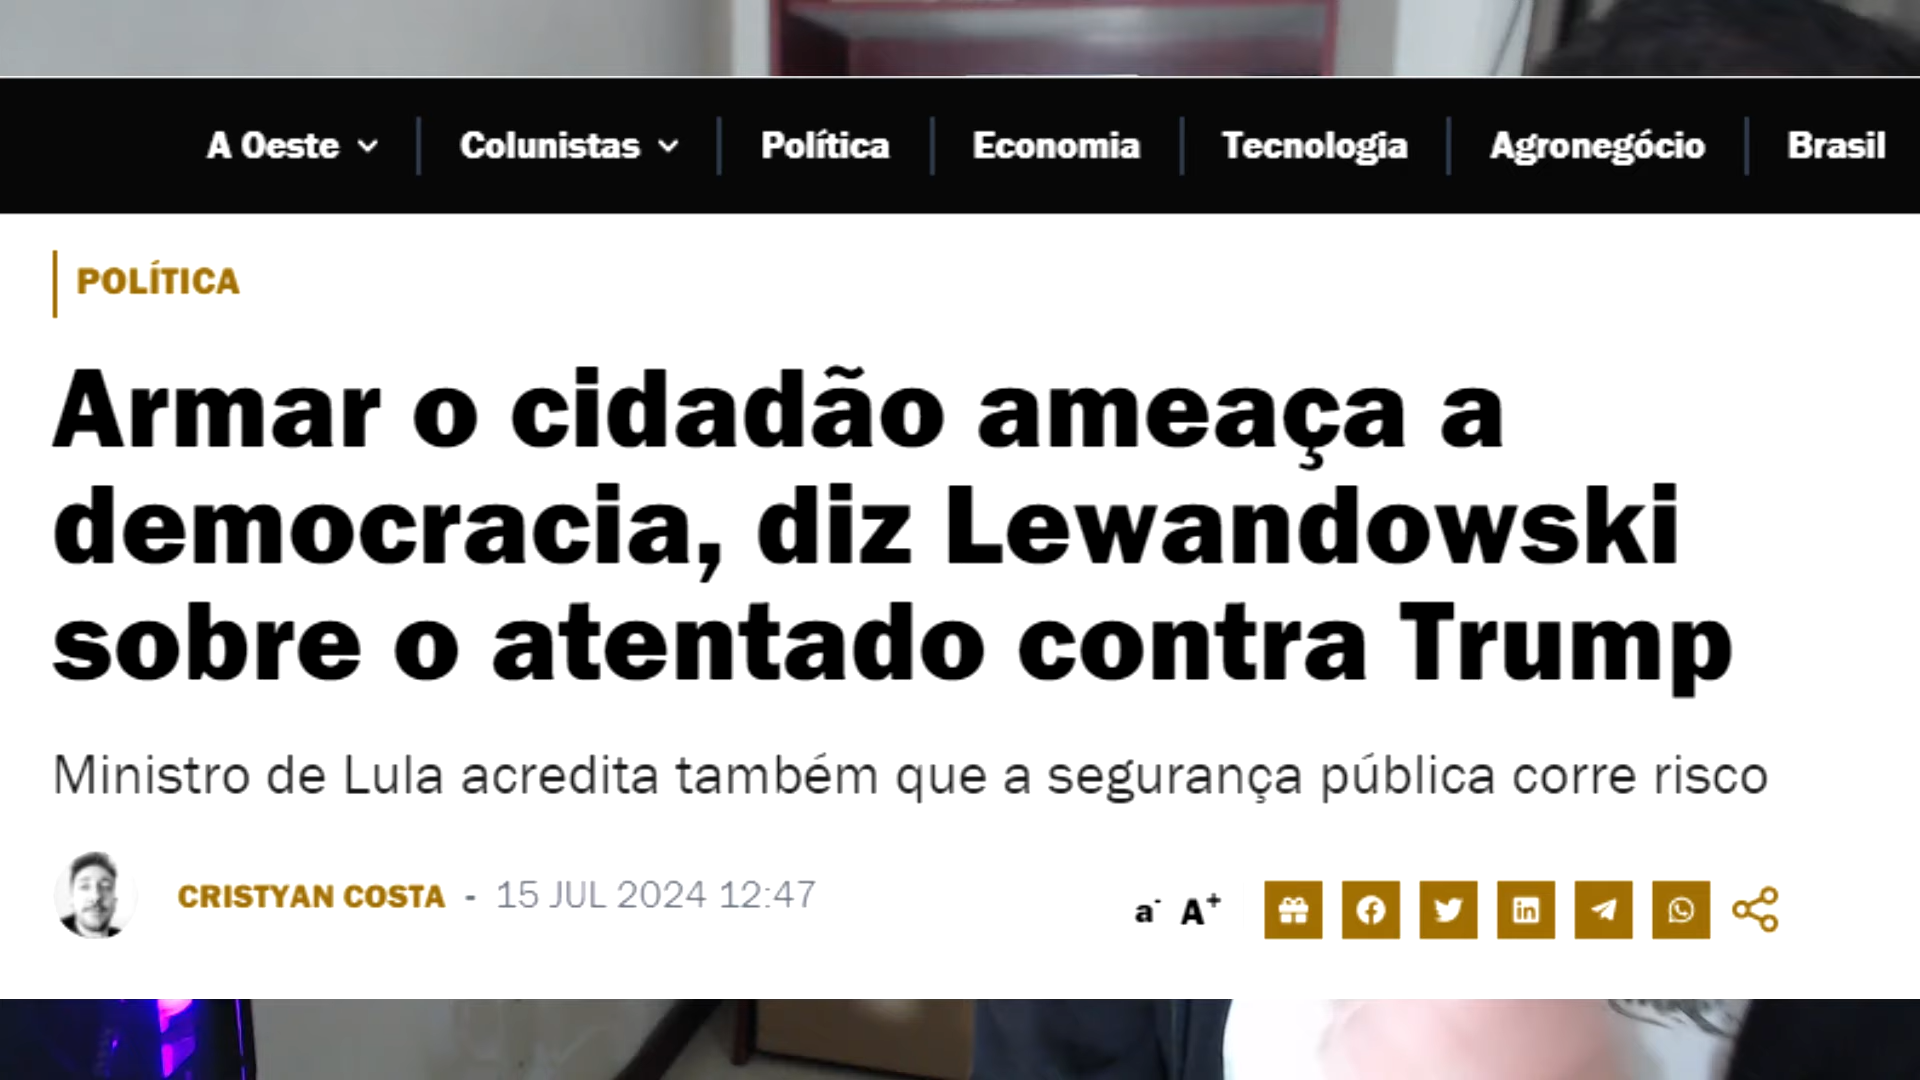 A Oeste Colunistas Política Economia Tecnologia Agronegócio Brasil
POLÍTICA
Armar o cidadão ameaça a
democracia, diz Lewandowski
sobre o atentado contra Trump
Ministro de Lula acredita também que a segurança pública corre risco
CRISTYAN COSTA - 15 JUL 2024 12:47
a- A+